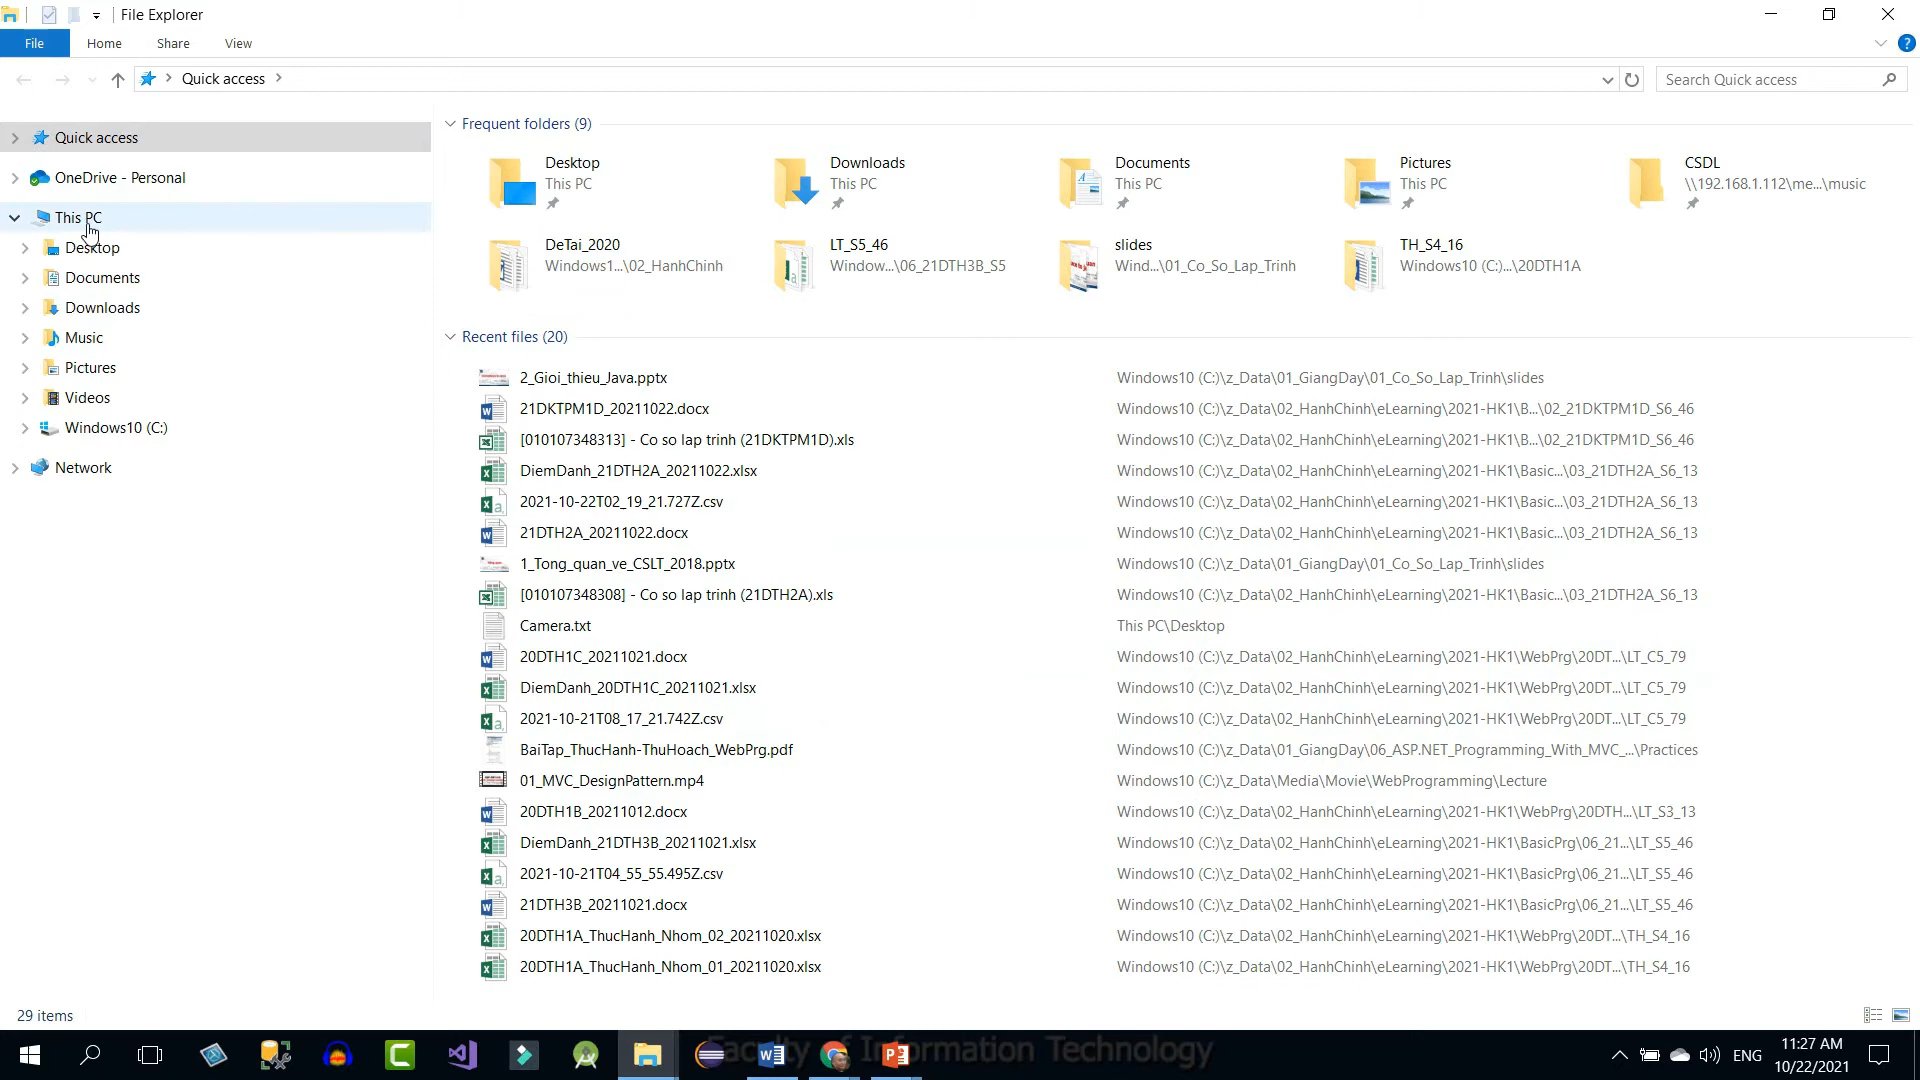 File Explorer
File Home Share View
Quick access
Search Quick access
Quick access
OneDrive - Personal
This PC
Desktop
Documents
Downloads
Music
Pictures
Videos
Windows10 (C:)
Network
Frequent folders (9)
Desktop
This PC
Downloads
This PC
Documents
This PC
Pictures
This PC
CSDL
\\192.168.1.112\me...\music
DeTai_2020
Windows1...\02_HanhChinh
LT_S5_46
Window...\06_21DTH3B_S5
slides
Wind...\01_Co_So_Lap_Trinh
TH_S4_16
Windows10 (C:)...\20DTH1A
Recent files (20)
2_Gioi_thieu_Java.pptx Windows10 (C:)\z_Data\01_GiangDay\01_Co_So_Lap_Trinh\slides
21DKTPM1D_20211022.docx Windows10 (C:)\z_Data\02_HanhChinh\eLearning\2021-HK1\B...\02_21DKTPM1D_S6_46
[010107348313] - Co so lap trinh (21DKTPM1D).xls Windows10 (C:)\z_Data\02_HanhChinh\eLearning\2021-HK1\B...\02_21DKTPM1D_S6_46
DiemDanh_21DTH2A_20211022.xlsx Windows10 (C:)\z_Data\02_HanhChinh\eLearning\2021-HK1\Basic...\03_21DTH2A_S6_13
2021-10-22T02_19_21.727Z.csv Windows10 (C:)\z_Data\02_HanhChinh\eLearning\2021-HK1\Basic...\03_21DTH2A_S6_13
21DTH2A_20211022.docx Windows10 (C:)\z_Data\02_HanhChinh\eLearning\2021-HK1\Basic...\03_21DTH2A_S6_13
1_Tong_quan_ve_CSLT_2018.pptx Windows10 (C:)\z_Data\01_GiangDay\01_Co_So_Lap_Trinh\slides
[010107348308] - Co so lap trinh (21DTH2A).xls Windows10 (C:)\z_Data\02_HanhChinh\eLearning\2021-HK1\Basic...\03_21DTH2A_S6_13
Camera.txt This PC\Desktop
20DTH1C_20211021.docx Windows10 (C:)\z_Data\02_HanhChinh\eLearning\2021-HK1\WebPrg\20DT...\LT_C5_79
DiemDanh_20DTH1C_20211021.xlsx Windows10 (C:)\z_Data\02_HanhChinh\eLearning\2021-HK1\WebPrg\20DT...\LT_C5_79
2021-10-21T08_17_21.742Z.csv Windows10 (C:)\z_Data\02_HanhChinh\eLearning\2021-HK1\WebPrg\20DT...\LT_C5_79
BaiTap_ThucHanh-ThuHoach_WebPrg.pdf Windows10 (C:)\z_Data\01_GiangDay\06_ASP.NET_Programming_With_MVC_...\Practices
01_MVC_DesignPattern.mp4 Windows10 (C:)\z_Data\Media\Movie\WebProgramming\Lecture
20DTH1B_20211012.docx Windows10 (C:)\z_Data\02_HanhChinh\eLearning\2021-HK1\WebPrg\20DTH...\LT_S3_13
DiemDanh_21DTH3B_20211021.xlsx Windows10 (C:)\z_Data\02_HanhChinh\eLearning\2021-HK1\BasicPrg\06_21...\LT_S5_46
2021-10-21T04_55_55.495Z.csv Windows10 (C:)\z_Data\02_HanhChinh\eLearning\2021-HK1\BasicPrg\06_21...\LT_S5_46
21DTH3B_20211021.docx Windows10 (C:)\z_Data\02_HanhChinh\eLearning\2021-HK1\BasicPrg\06_21...\LT_S5_46
20DTH1A_ThucHanh_Nhom_02_20211020.xlsx Windows10 (C:)\z_Data\02_HanhChinh\eLearning\2021-HK1\WebPrg\20DT...\TH_S4_16
20DTH1A_ThucHanh_Nhom_01_20211020.xlsx Windows10 (C:)\z_Data\02_HanhChinh\eLearning\2021-HK1\WebPrg\20DT...\TH_S4_16
29 items
Faculty of Information Technology
ENG
11:27 AM
10/22/2021